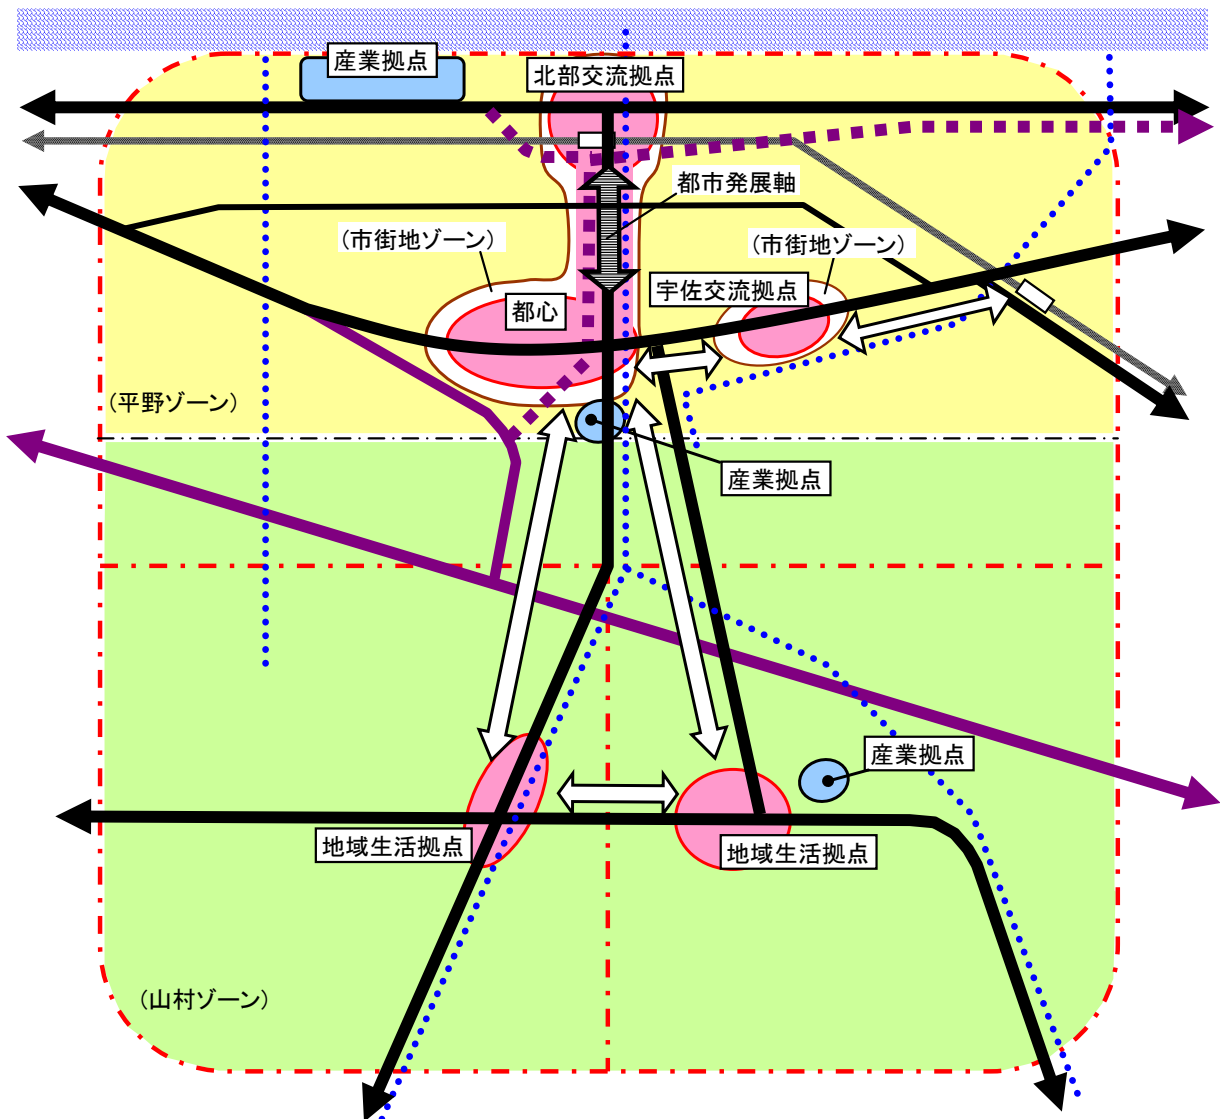 産業拠点
北部交流拠点
都市発展軸
(市街地ゾーン)
(市街地ゾーン)
宇佐交流拠点
都心
(平野ゾーン)
産業拠点
産業拠点
地域生活拠点
地域生活拠点
(山村ゾーン)